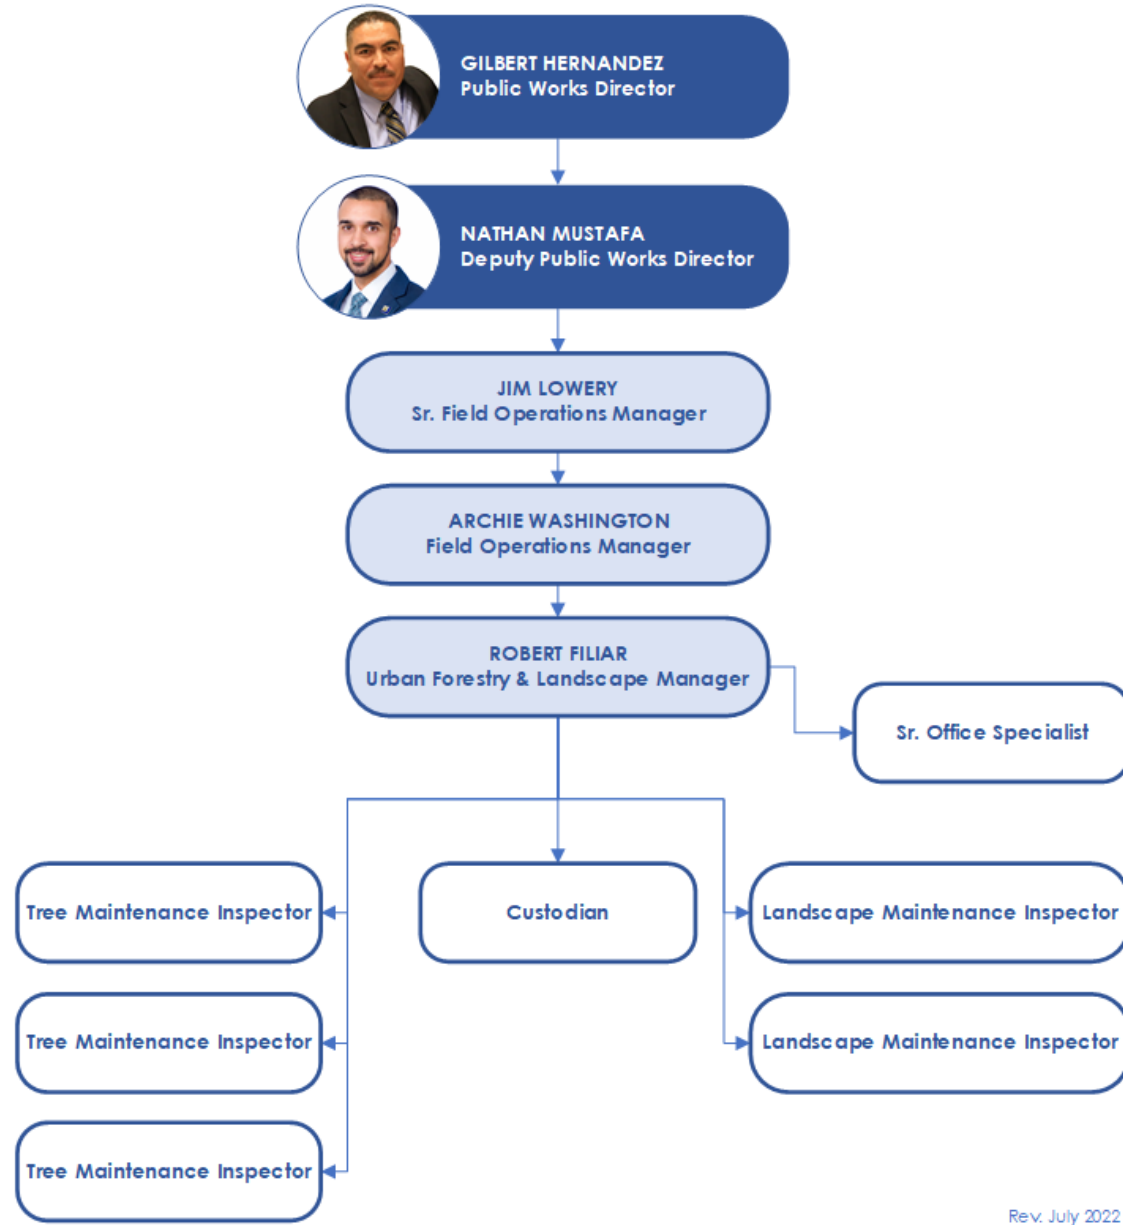 GILBERT HERNANDEZ
Public Works Director
NATHAN MUSTAFA
Deputy Public Works Director
JIM LOWERY
Sr. Field Operations Manager
ARCHIE WASHINGTON
Field Operations Manager
ROBERT FILIAR
Urban Forestry & Landscape Manager
Sr. Office Specialist
Tree Maintenance Inspector
Custodian
Landscape Maintenance Inspector
Tree Maintenance Inspector
Landscape Maintenance Inspector
Tree Maintenance Inspector
Rev. July 2022